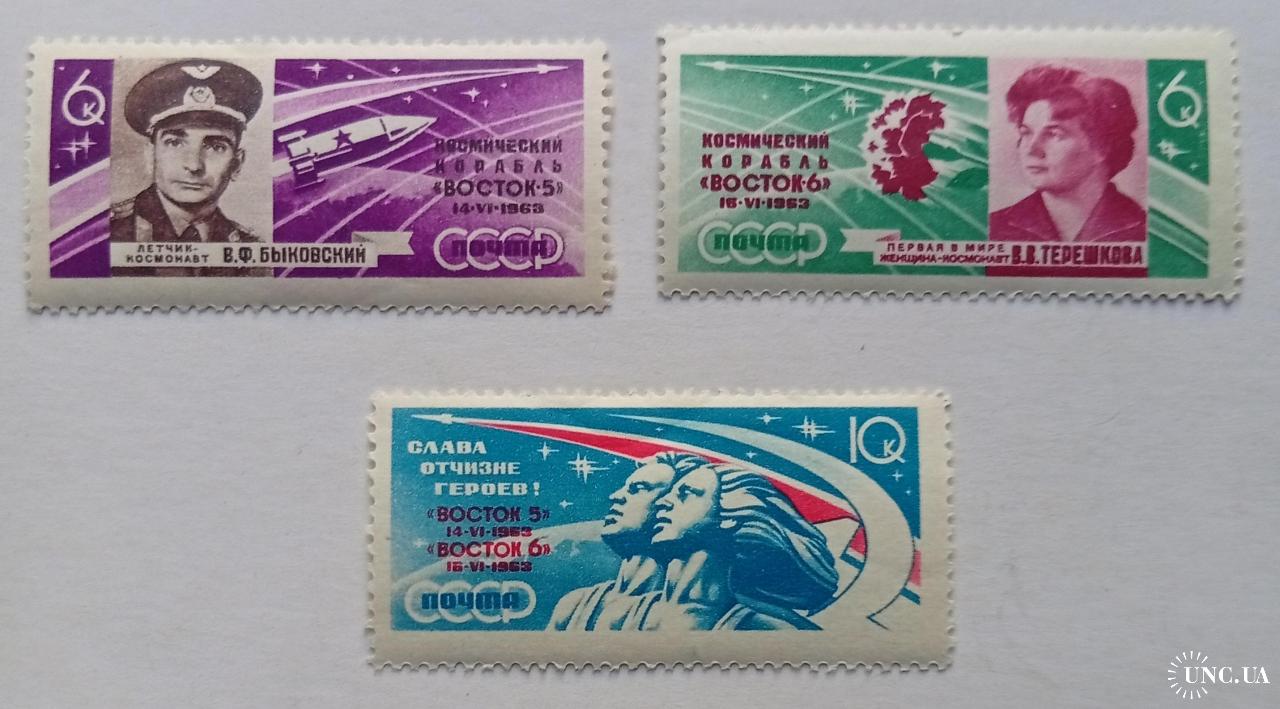 6к
КОСМИЧЕСКИЙ
КОРАБЛЬ
«ВОСТОК-5»
14·VI·1963
ПОЧТА
СССР
ЛЕТЧИК-
КОСМОНАВТ В.Ф.БЫКОВСКИЙ
6к
КОСМИЧЕСКИЙ
КОРАБЛЬ
«ВОСТОК-6»
16·VI·1963
ПОЧТА
СССР
ПЕРВАЯ В МИРЕ
ЖЕНЩИНА-КОСМОНАВТ В.В.ТЕРЕШКОВА
10к
СЛАВА
ОТЧИЗНЕ
ГЕРОЕВ!
«ВОСТОК 5»
14·VI·1963
«ВОСТОК 6»
16·VI·1963
ПОЧТА
СССР
UNC.UA